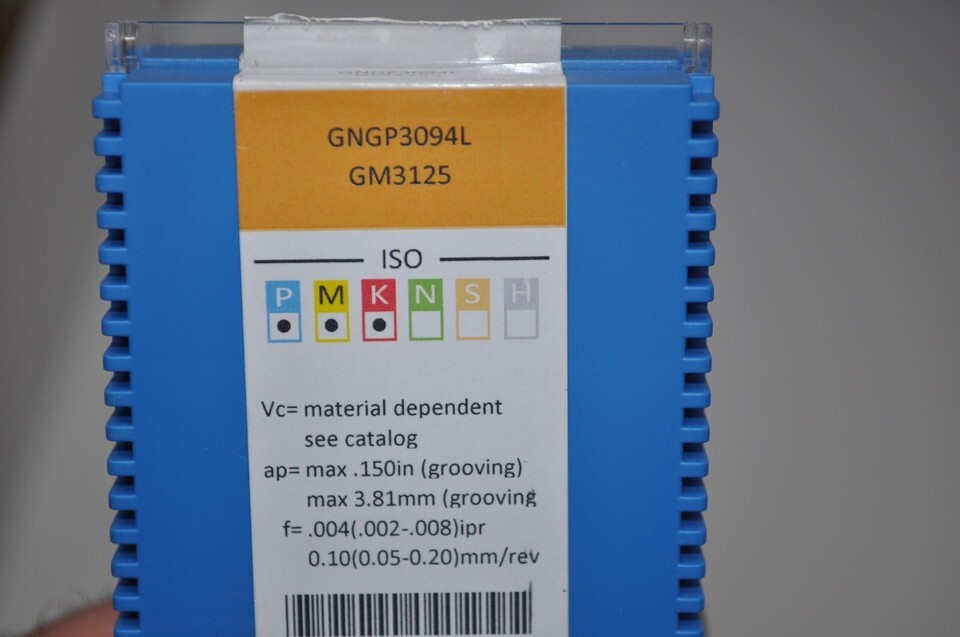 GNGP3094L
GNGP3094L
GM3125
ISO
P M K N S H
Vc= material dependent
see catalog
ap= max .150in (grooving)
max 3.81mm (grooving
f= .004(.002-.008)ipr
0.10(0.05-0.20)mm/rev